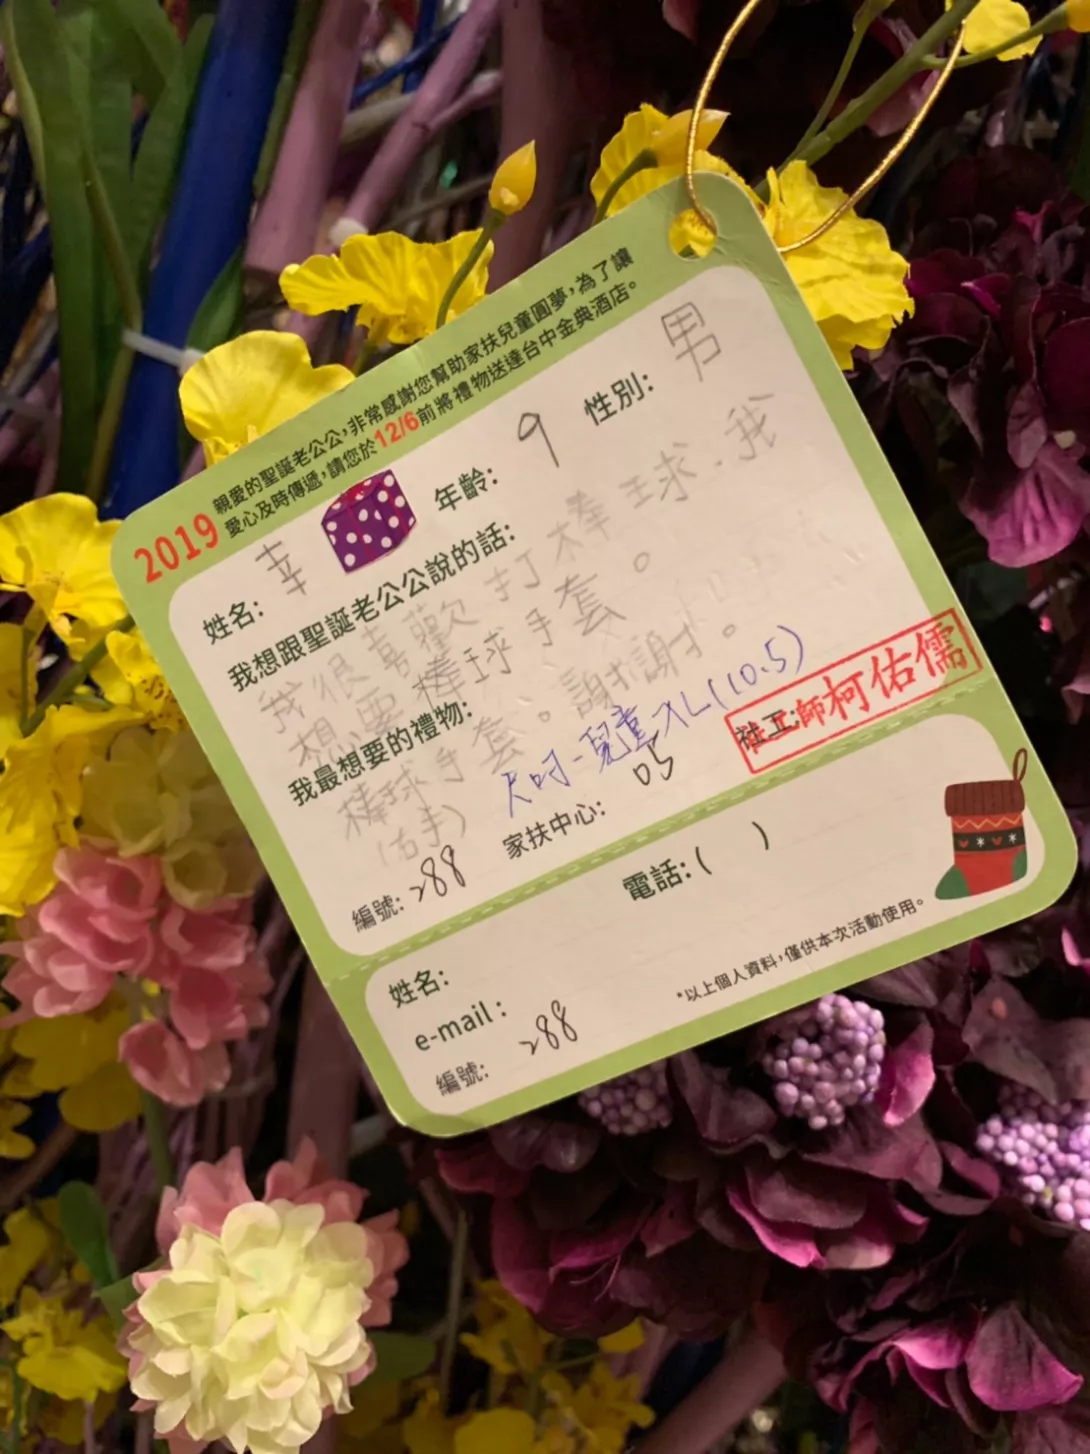 2019 親愛的聖誕老公公,非常感謝您幫助家扶兒童圓夢,為了讓
愛心及時傳遞,請您於12/6前將禮物送達台中金典酒店。
姓名: 幸 年齡: 9 性別: 男
我想跟聖誕老公公說的話:
我很喜歡打棒球.我
想要棒球手套。
我最想要的禮物:
棒球手套。謝謝。
(右手)
兒童 XL(10.5)
社工師柯佑儒
編號: 288 家扶中心: 05
姓名: 電話:( )
e-mail:
編號: 288
*以上個人資料,僅供本次活動使用。